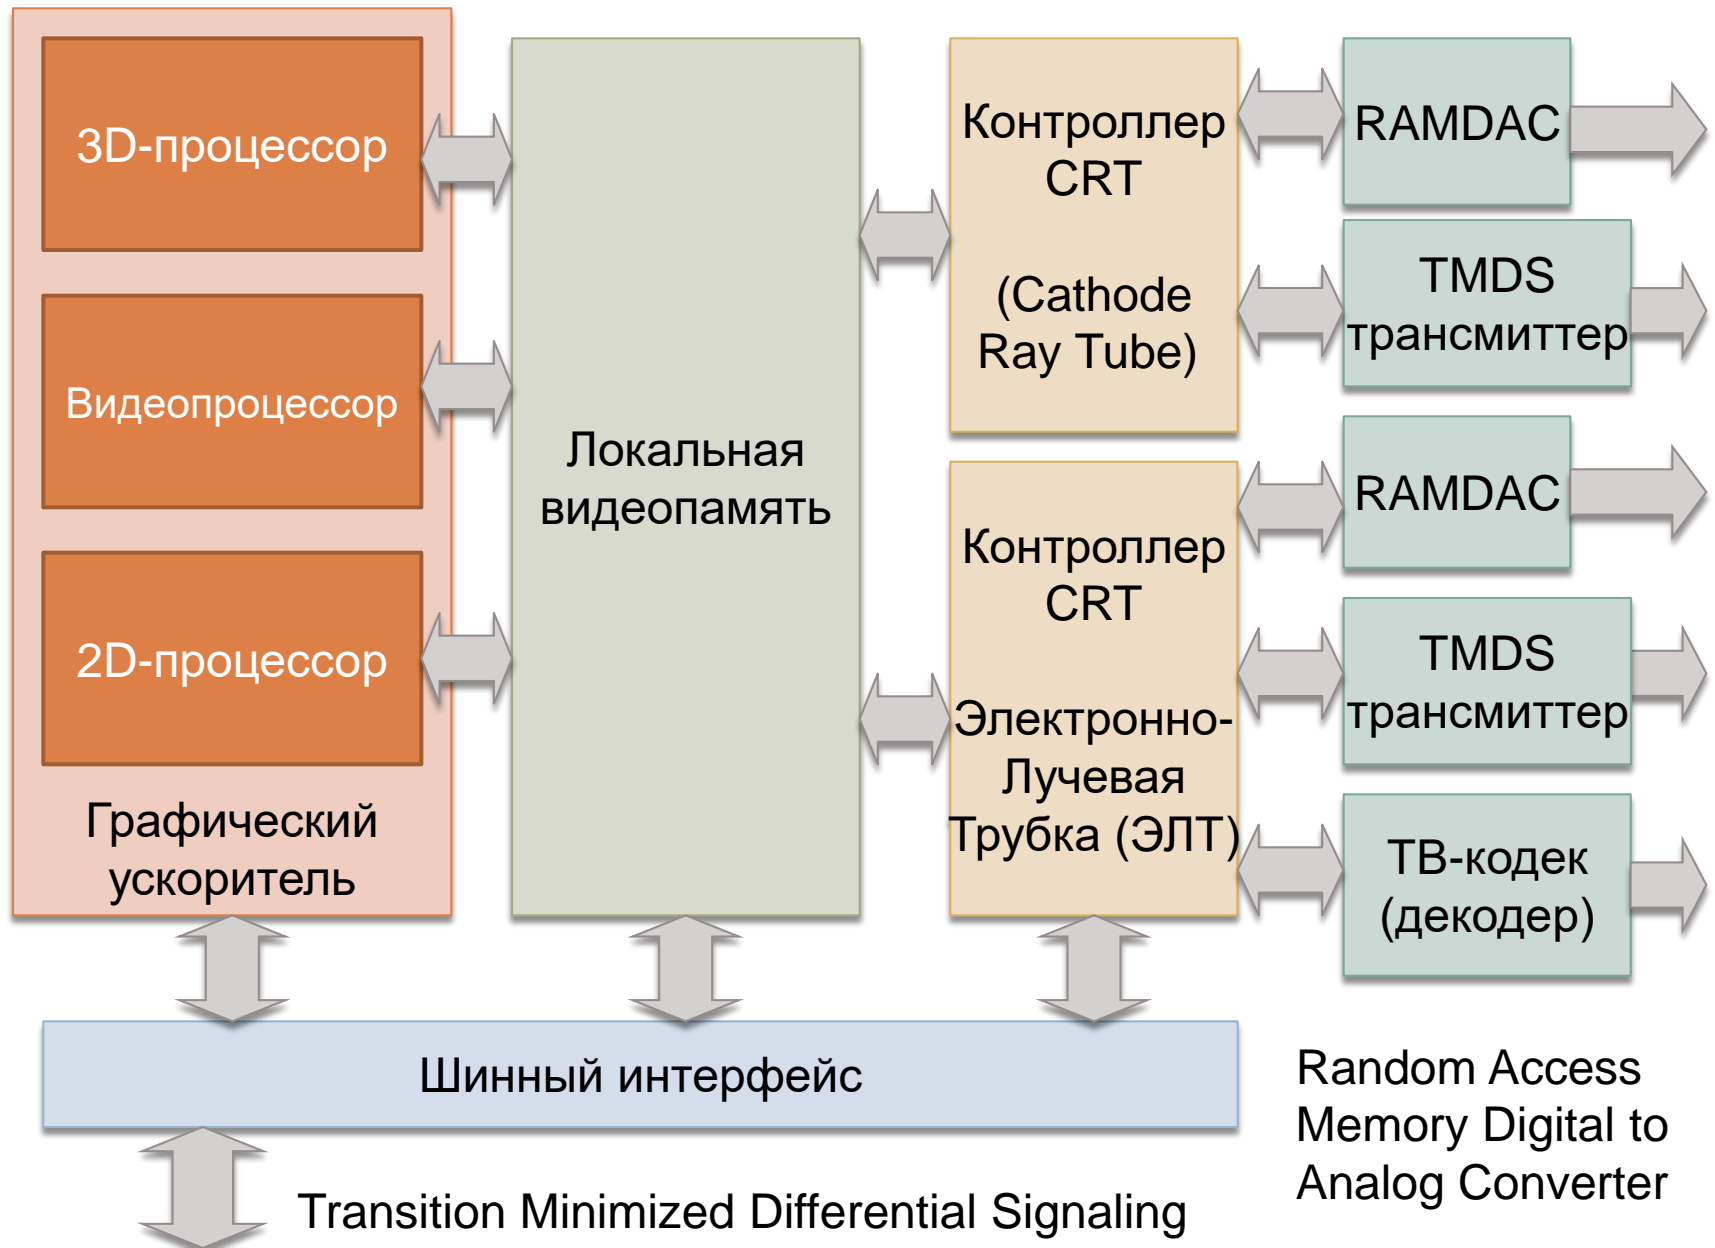 3D-процессор
Видеопроцессор
2D-процессор
Графический
ускоритель
Локальная
видеопамять
Контроллер
CRT
(Cathode
Ray Tube)
Контроллер
CRT
Электронно-
Лучевая
Трубка (ЭЛТ)
RAMDAC
TMDS
трансмиттер
RAMDAC
TMDS
трансмиттер
ТВ-кодек
(декодер)
Шинный интерфейс
Random Access
Memory Digital to
Analog Converter
Transition Minimized Differential Signaling